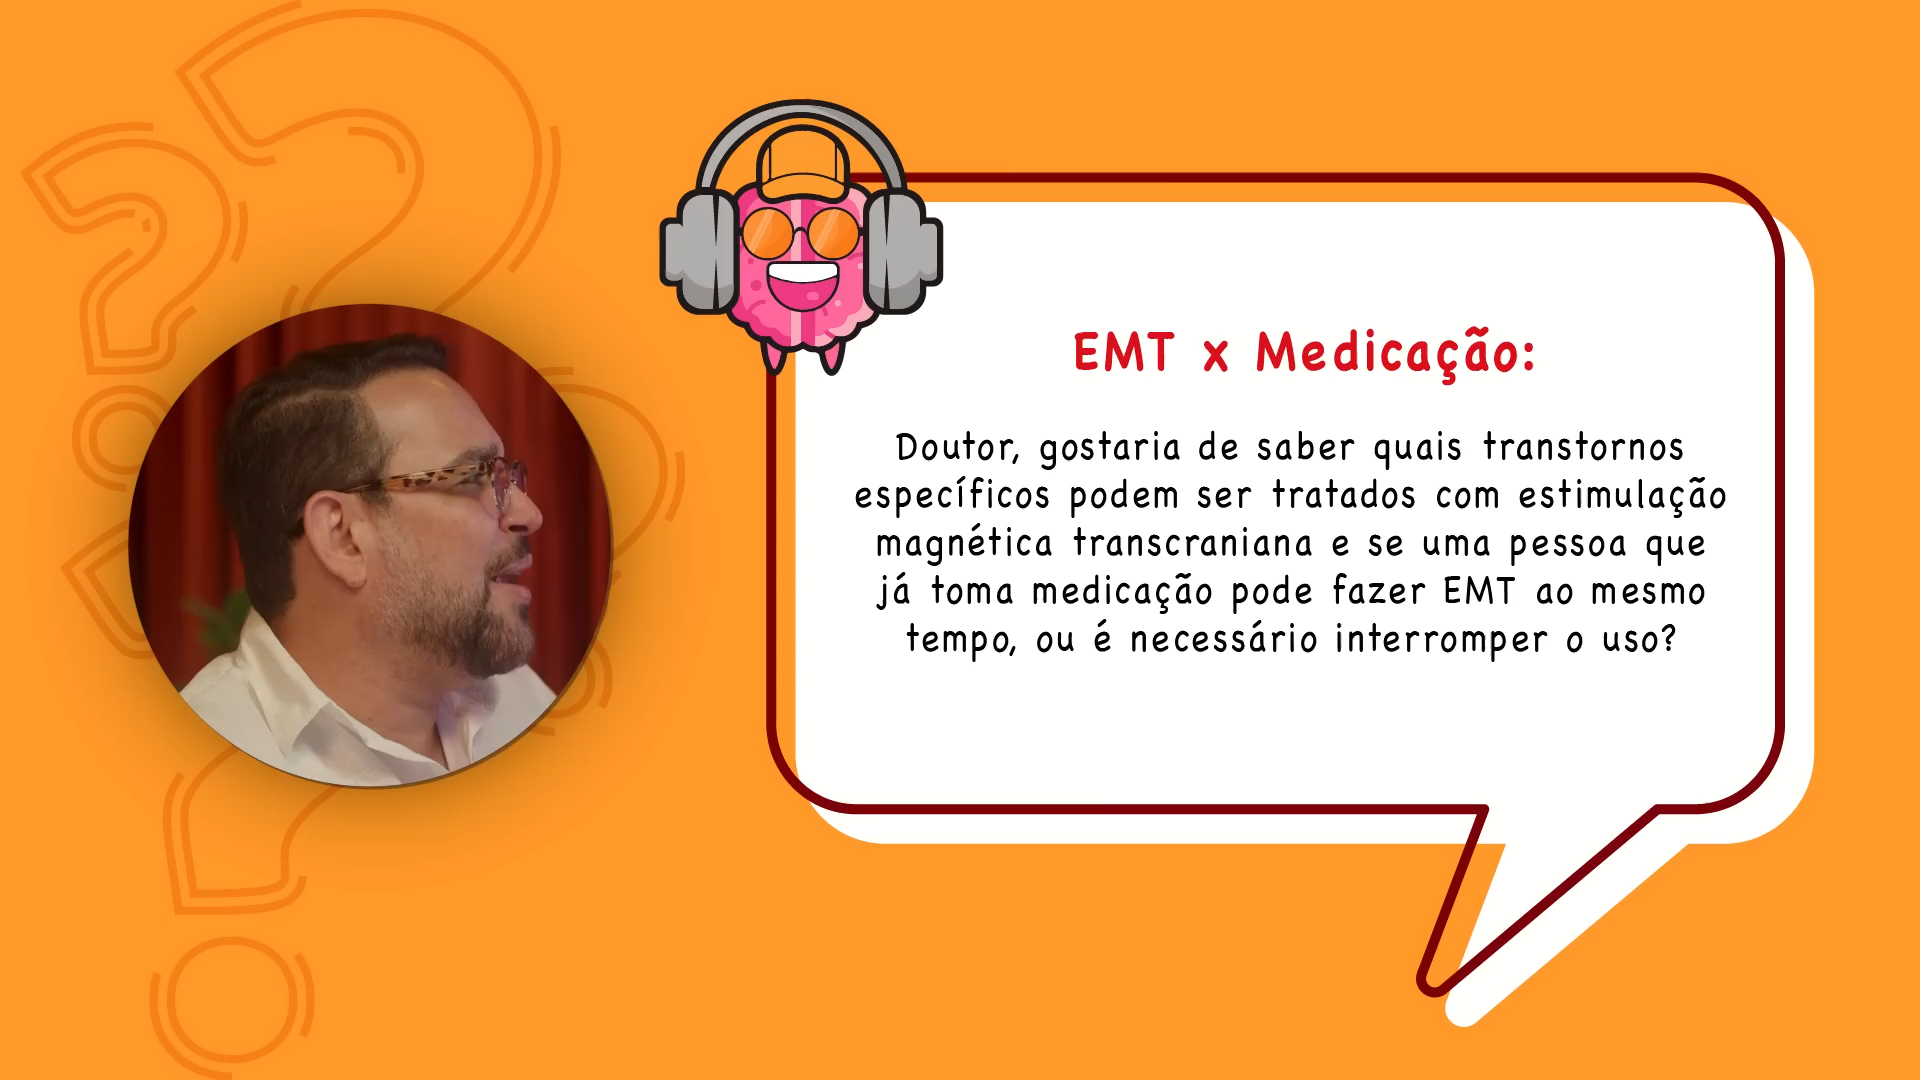 EMT x Medicação:
Doutor, gostaria de saber quais transtornos
específicos podem ser tratados com estimulação
magnética transcraniana e se uma pessoa que
já toma medicação pode fazer EMT ao mesmo
tempo, ou é necessário interromper o uso?